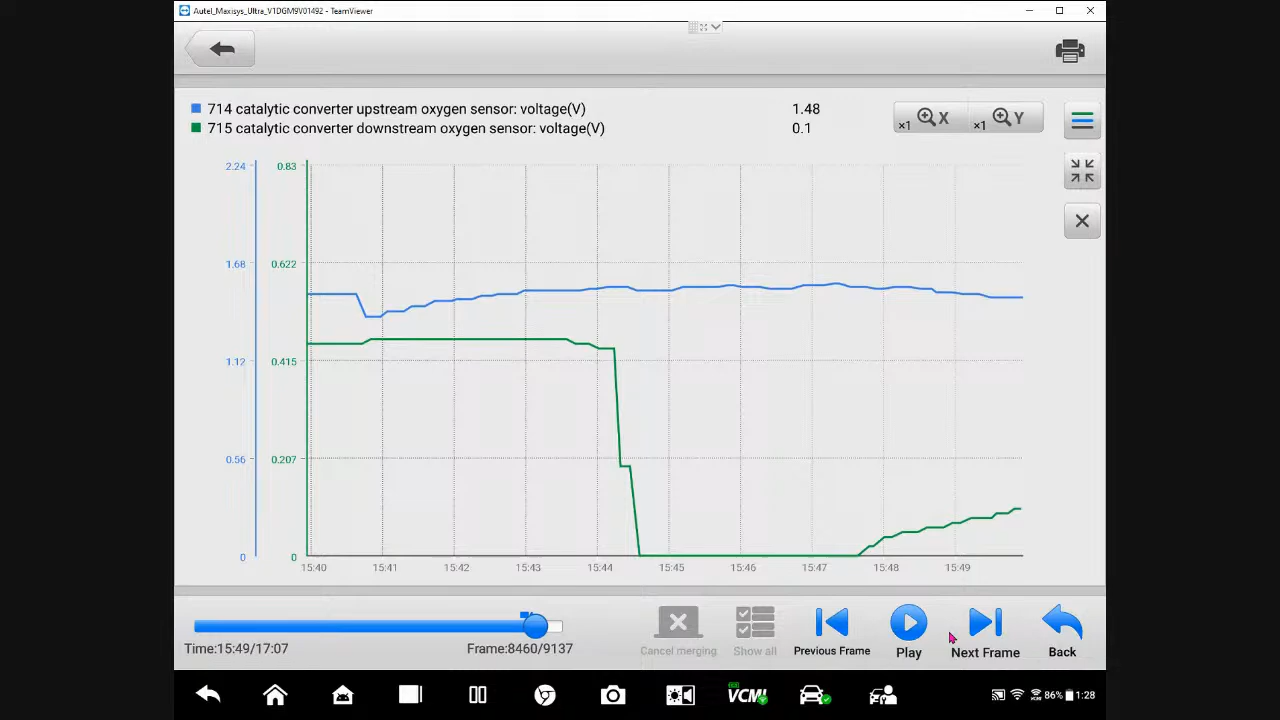 Autel_Maxisys_Ultra_V1DGM9V01492 - TeamViewer
714 catalytic converter upstream oxygen sensor: voltage(V) 1.48
715 catalytic converter downstream oxygen sensor: voltage(V) 0.1
×1 X ×1 Y
2.24 0.83
1.68 0.622
1.12 0.415
0.56 0.207
0 0
15:40 15:41 15:42 15:43 15:44 15:45 15:46 15:47 15:48 15:49
Time:15:49/17:07 Frame:8460/9137
Cancel merging Show all Previous Frame Play Next Frame Back
VCMI 86% 1:28